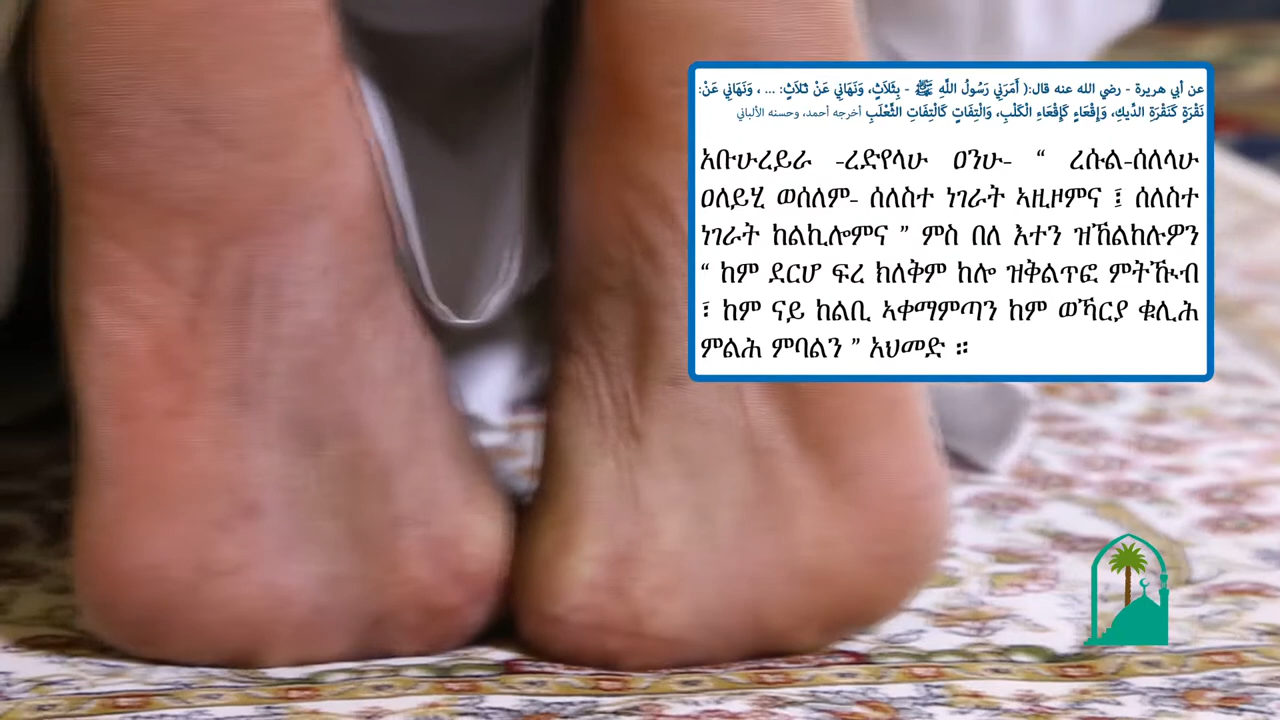 عن أبي هريرة - رضي الله عنه قال:( أَمَرَنِي رَسُولُ اللَّهِ ﷺ - بِثَلَاثٍ، وَنَهَانِي عَنْ ثَلَاثٍ: ... ، وَنَهَانِي عَنْ:
نَقْرَةٍ كَنَقْرَةِ الدِّيكِ، وَإِقْعَاءٍ كَإِقْعَاءِ الْكَلْبِ، وَالْتِفَاتٍ كَالْتِفَاتِ الثَّعْلَبِ أخرجه أحمد، وحسنه الألباني
አቡሁረይራ -ረድየላሁ ዐንሁ- “ ረሱል-ሰለላሁ
ዐለይሂ ወሰለም- ሰለስተ ነገራት ኣዚዞምና ፤ ሰለስተ
ነገራት ከልኪሎምና ” ምስ በለ እተን ዝኸልከሉዎን
“ ከም ደርሆ ፍረ ክለቅም ከሎ ዝቅልጥፎ ምትዂብ
፣ ከም ናይ ከልቢ ኣቀማምጣን ከም ወኻርያ ቁሊሕ
ምልሕ ምባልን ” አህመድ ።